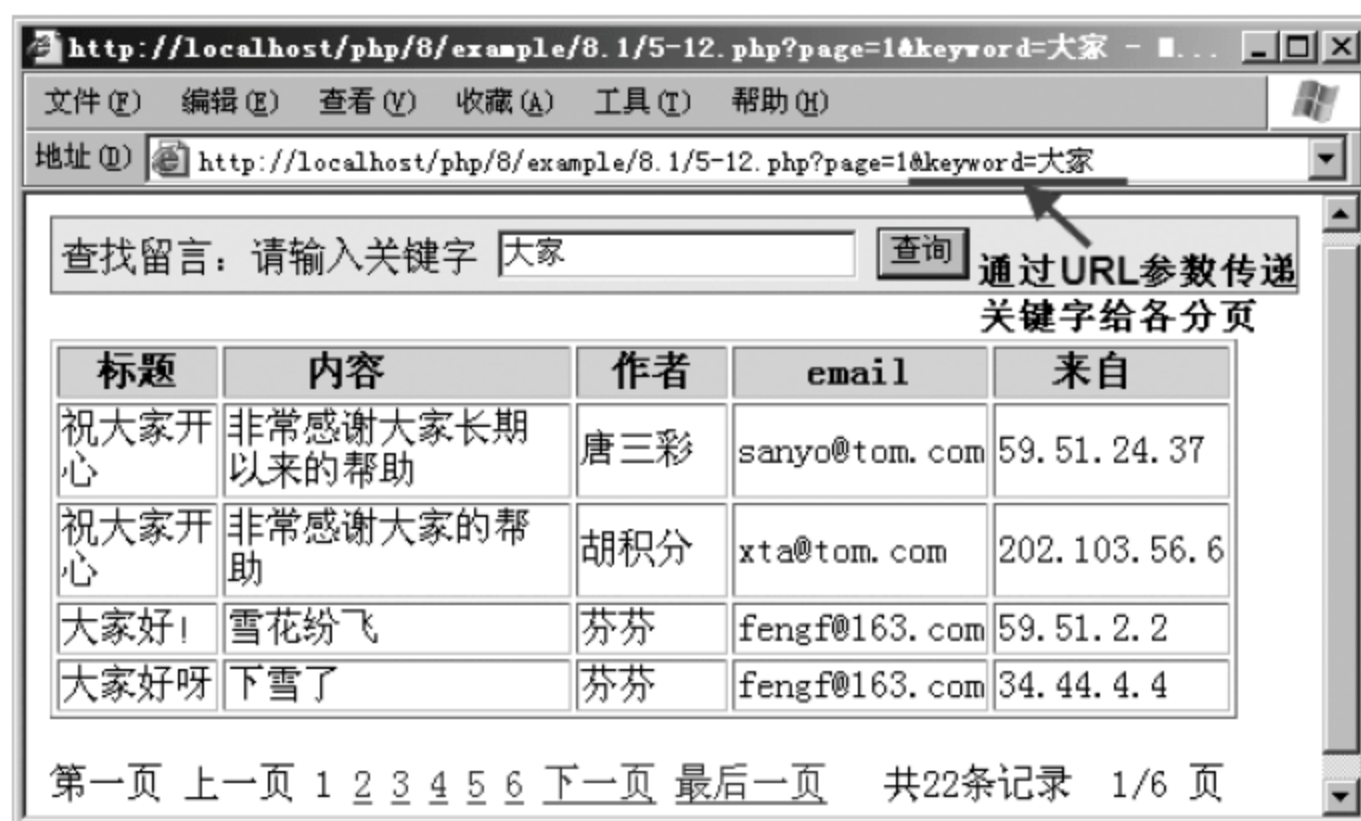 http://localhost/php/8/example/8.1/5-12.php?page=1&keyword=大家 - ...
文件(F) 编辑(E) 查看(V) 收藏(A) 工具(T) 帮助(H)
地址(D) http://localhost/php/8/example/8.1/5-12.php?page=1&keyword=大家
查找留言：请输入关键字 大家 查询
通过URL参数传递
关键字给各分页
标题 内容 作者 email 来自
祝大家开心 非常感谢大家长期以来的帮助 唐三彩 sanyo@tom.com 59.51.24.37
祝大家开心 非常感谢大家的帮助 胡积分 xta@tom.com 202.103.56.6
大家好! 雪花纷飞 芬芬 fengf@163.com 59.51.2.2
大家好呀 下雪了 芬芬 fengf@163.com 34.44.4.4
第一页 上一页 1 2 3 4 5 6 下一页 最后一页 共22条记录 1/6 页